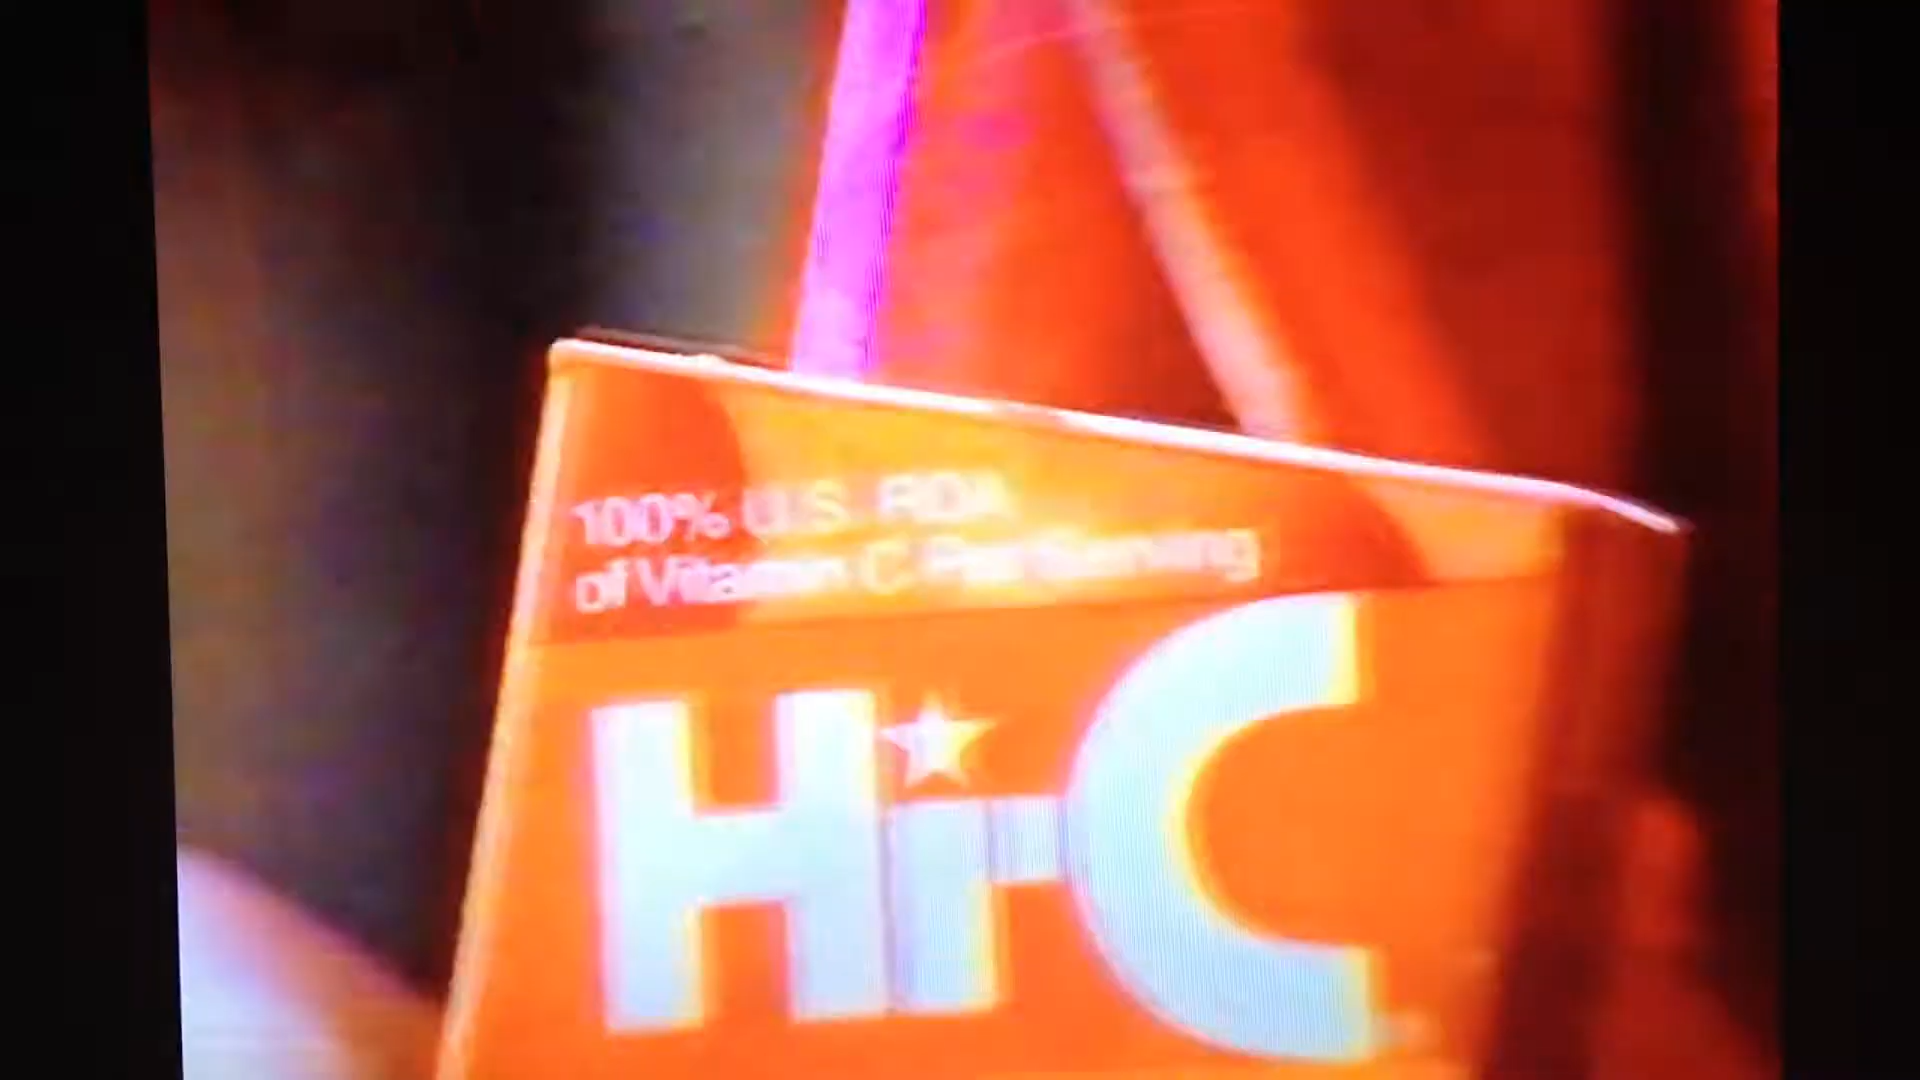 100% U.S. RDA
of Vitamin C Per Serving
Hi-C